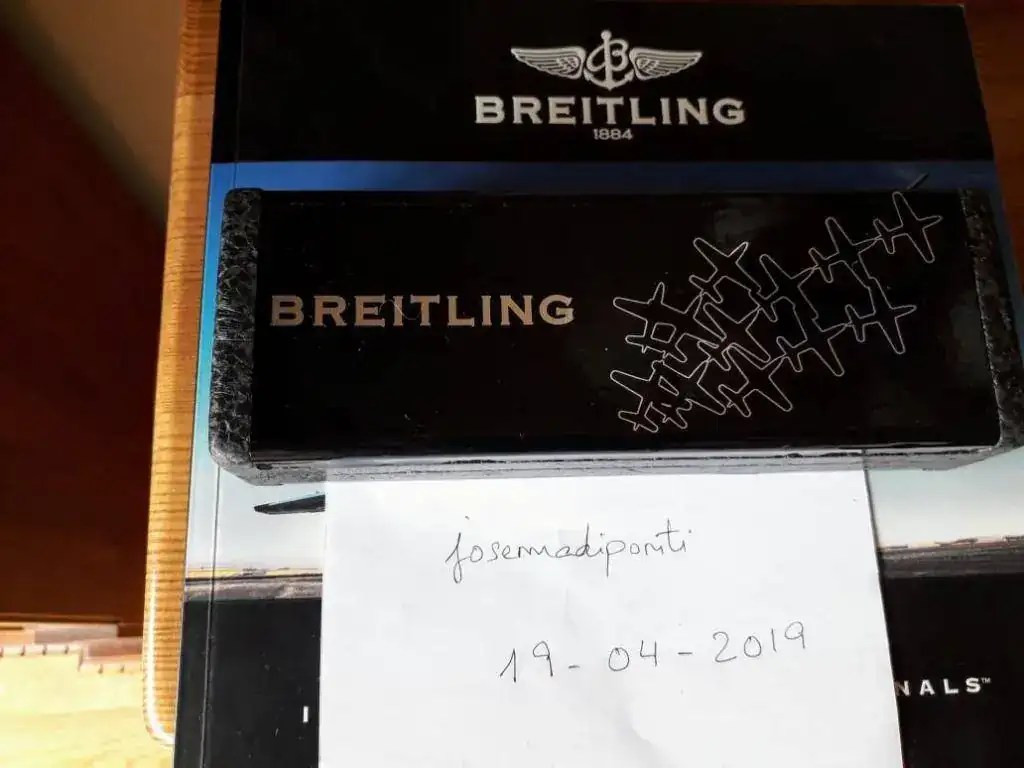 BREITLING
1884
BREITLING
josemadiponti
19-04-2019
I
NALS™